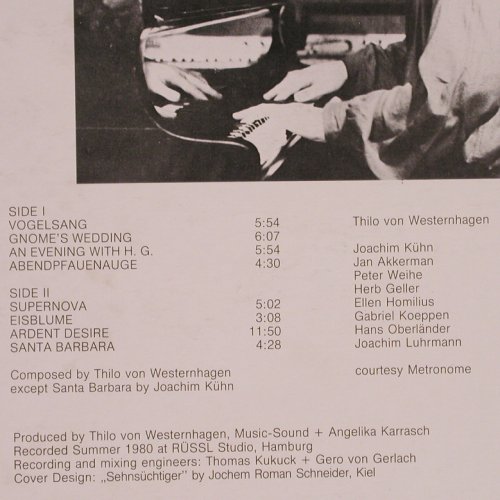 SIDE I
VOGELSANG 5:54
GNOME'S WEDDING 6:07
AN EVENING WITH H. G. 5:54
ABENDPFAUENAUGE 4:30
SIDE II
SUPERNOVA 5:02
EISBLUME 3:08
ARDENT DESIRE 11:50
SANTA BARBARA 4:28
Composed by Thilo von Westernhagen
except Santa Barbara by Joachim Kühn
Thilo von Westernhagen
Joachim Kühn
Jan Akkerman
Peter Weihe
Herb Geller
Ellen Homilius
Gabriel Koeppen
Hans Oberländer
Joachim Luhrmann
courtesy Metronome
Produced by Thilo von Westernhagen, Music-Sound + Angelika Karrasch
Recorded Summer 1980 at RÜSSL Studio, Hamburg
Recording and mixing engineers: Thomas Kukuck + Gero von Gerlach
Cover Design: „Sehnsüchtiger" by Jochem Roman Schneider, Kiel